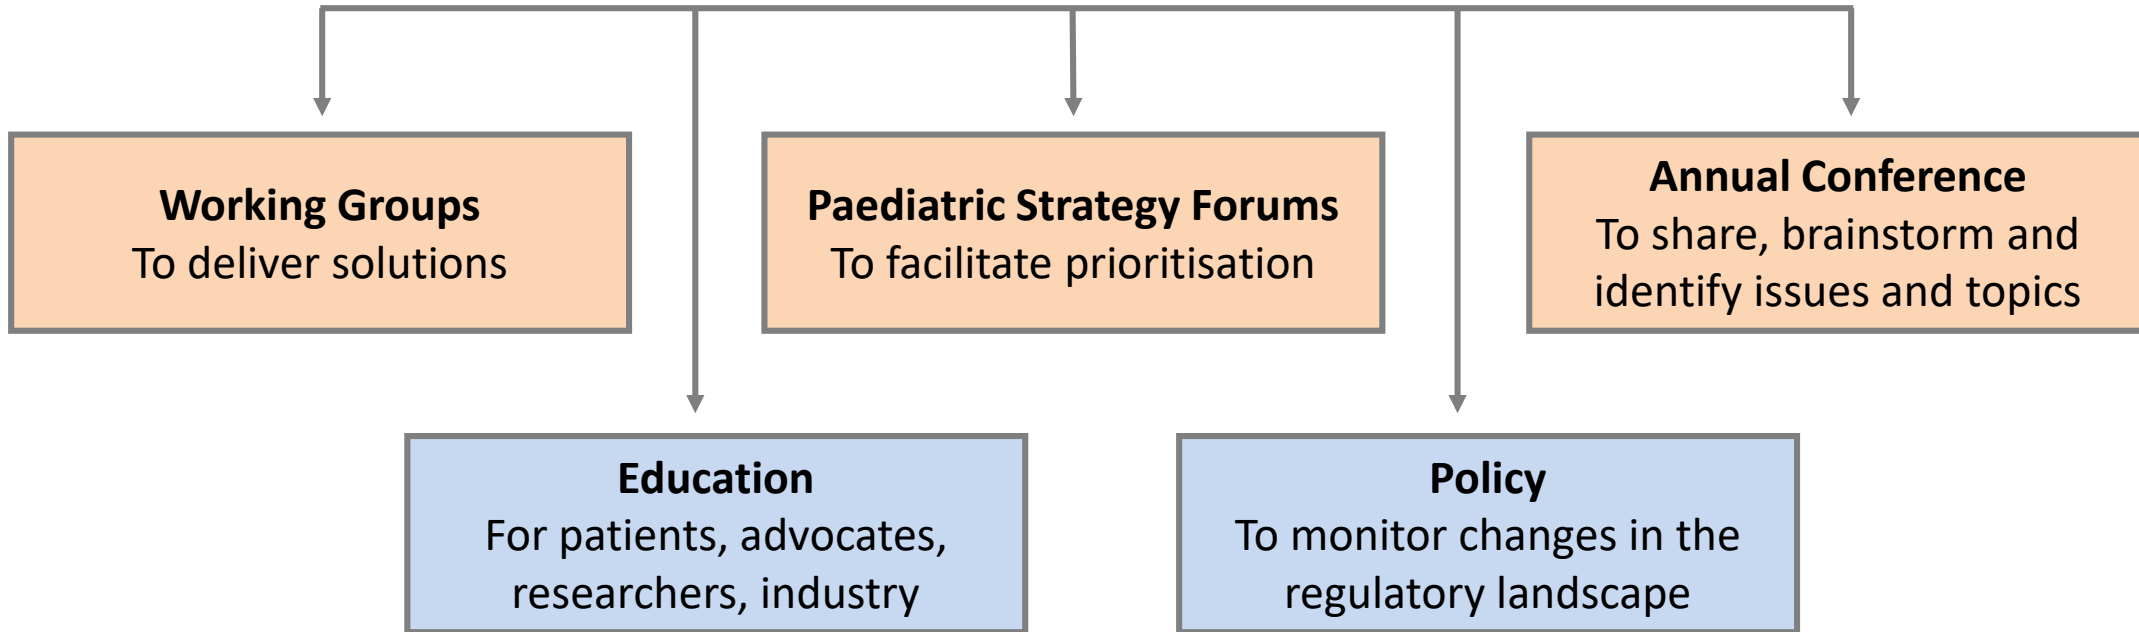 Working Groups
To deliver solutions
Paediatric Strategy Forums
To facilitate prioritisation
Annual Conference
To share, brainstorm and
identify issues and topics
Education
For patients, advocates,
researchers, industry
Policy
To monitor changes in the
regulatory landscape